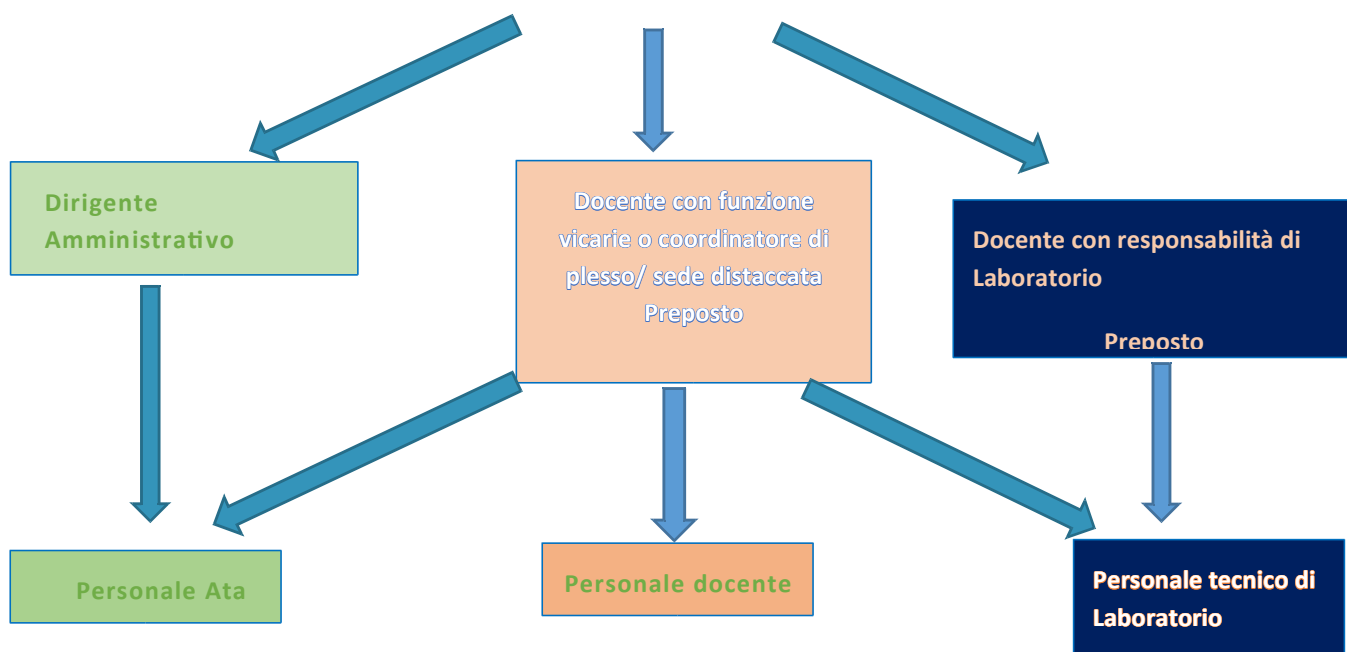 Dirigente
Amministrativo
Docente con funzione
vicarie o coordinatore di
plesso/ sede distaccata
Preposto
Docente con responsabilità di
Laboratorio
Preposto
Personale Ata
Personale docente
Personale tecnico di
Laboratorio